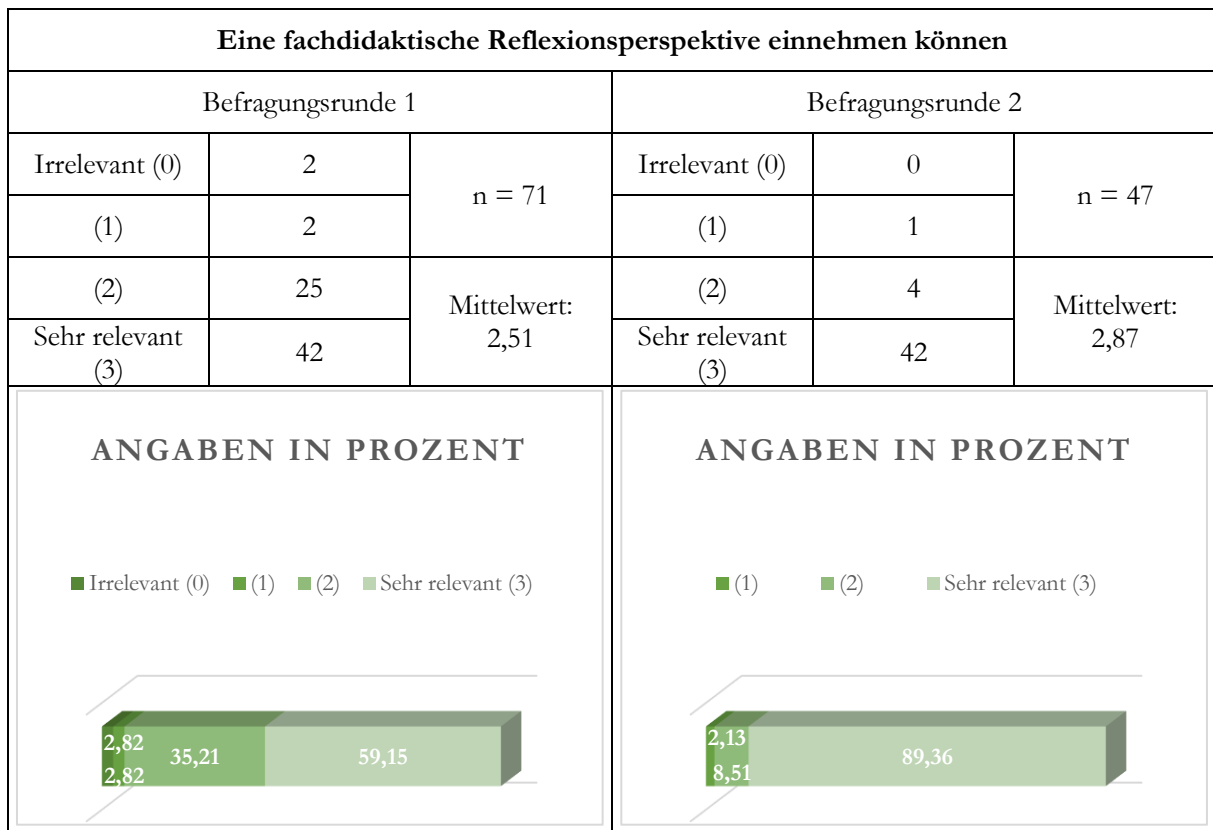 Eine fachdidaktische Reflexionsperspektive einnehmen können
Befragungsrunde 1
Befragungsrunde 2
Irrelevant (0)
2
n = 71
(1)
2
(2)
25
Mittelwert:
2,51
Sehr relevant
(3)
42
Irrelevant (0)
0
n = 47
(1)
1
(2)
4
Mittelwert:
2,87
Sehr relevant
(3)
42
ANGABEN IN PROZENT
Irrelevant (0) (1) (2) Sehr relevant (3)
2,82
2,82
35,21
59,15
ANGABEN IN PROZENT
(1) (2) Sehr relevant (3)
2,13
8,51
89,36